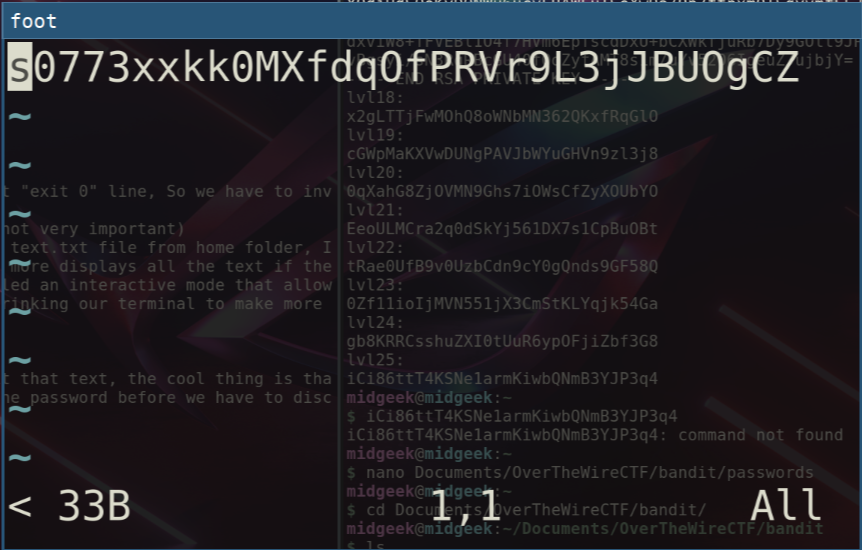 foot
s0773xxkk0MXfdqOfPRVr9L3jJBUOgCZ
~
~
~
~
~
~
~
~
< 33B 1,1 All
t "exit 0" line, So we have to inv
not very important)
text.txt file from home folder, I
more displays all the text if the
led an interactive mode that allow
rinking our terminal to make more
t that text, the cool thing is tha
he password before we have to disc
END RSA PRIVATE KEY
lvl18:
x2gLTTjFwMOhQ8oWNbMN362QKxfRqGlO
lvl19:
cGWpMaKXVwDUNgPAVJbWYuGHVn9zl3j8
lvl20:
0qXahG8ZjOVMN9Ghs7iOWsCfZyXOUbYO
lvl21:
EeoULMCra2q0dSkYj561DX7s1CpBuOBt
lvl22:
tRae0UfB9v0UzbCdn9cY0gQnds9GF58Q
lvl23:
0Zf11ioIjMVN551jX3CmStKLYqjk54Ga
lvl24:
gb8KRRCsshuZXI0tUuR6ypOFjiZbf3G8
lvl25:
iCi86ttT4KSNe1armKiwbQNmB3YJP3q4
midgeek@midgeek:~
$ iCi86ttT4KSNe1armKiwbQNmB3YJP3q4
iCi86ttT4KSNe1armKiwbQNmB3YJP3q4: command not found
midgeek@midgeek:~
$ nano Documents/OverTheWireCTF/bandit/passwords
midgeek@midgeek:~
$ cd Documents/OverTheWireCTF/bandit/
midgeek@midgeek:~/Documents/OverTheWireCTF/bandit
$ ls